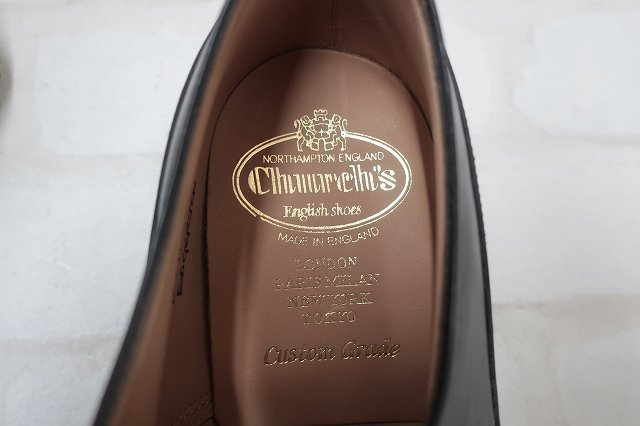 NORTHAMPTON ENGLAND
Church's
English shoes
MADE IN ENGLAND
LONDON
PARIS MILAN
NEW YORK
TOKYO
Custom Grade